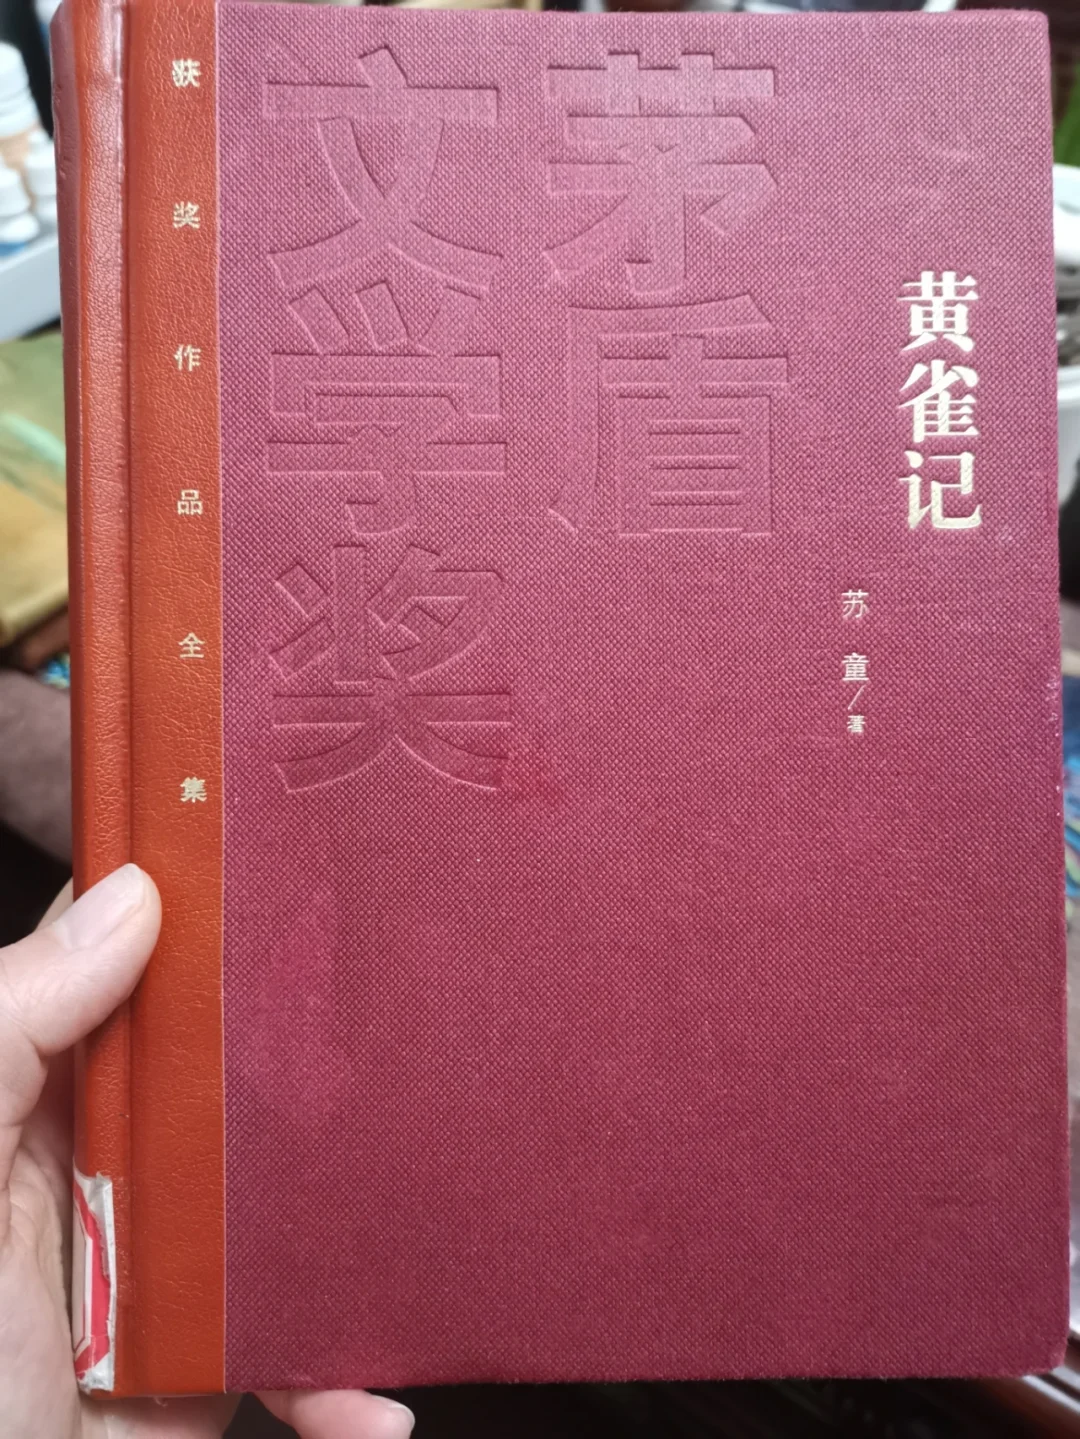 获奖作品全集
茅盾
文学奖
黄雀记
苏童/著